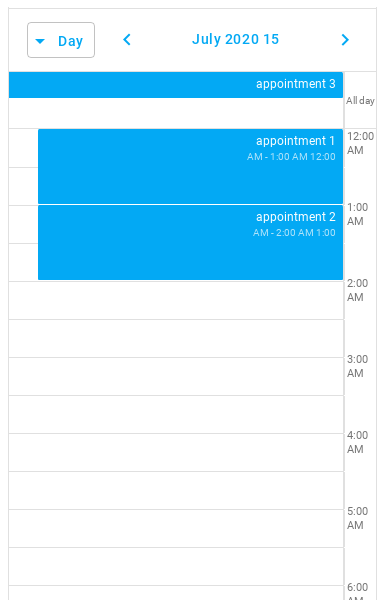 Day
July 2020 15
appointment 3
All day
appointment 1
AM - 1:00 AM 12:00
12:00
AM
appointment 2
AM - 2:00 AM 1:00
1:00
AM
2:00
AM
3:00
AM
4:00
AM
5:00
AM
6:00
AM